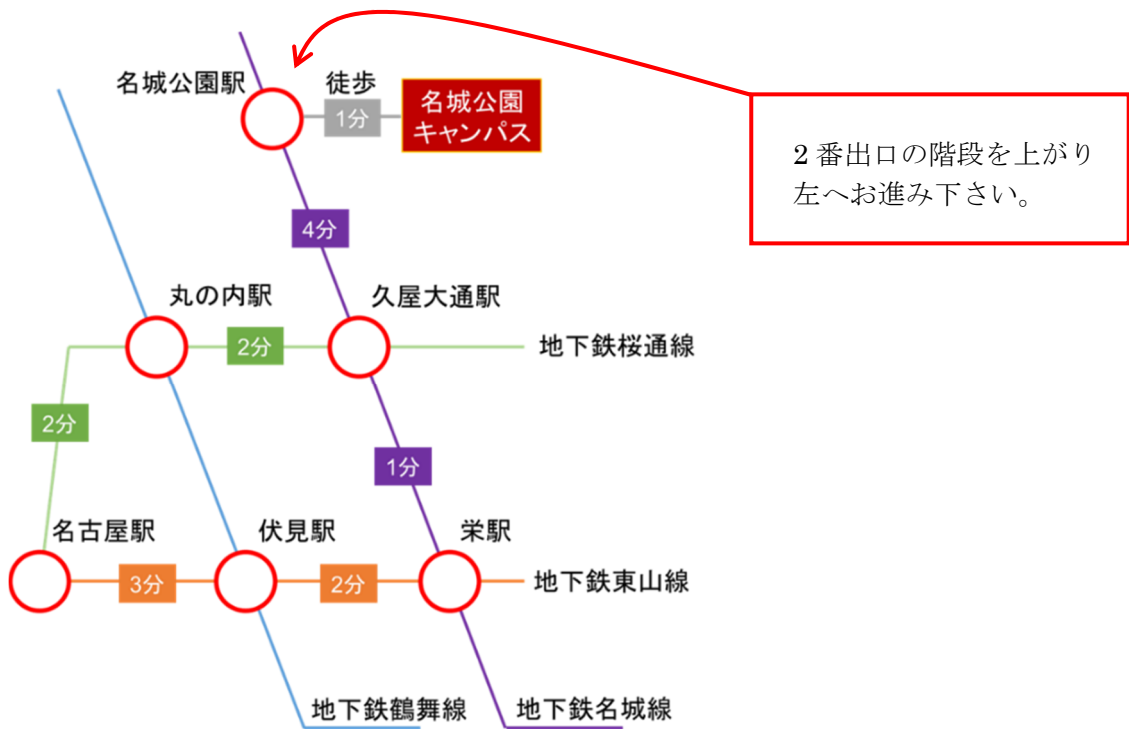 名城公園駅
徒歩
1分
名城公園
キャンパス
2番出口の階段を上がり
左へお進み下さい。
4分
丸の内駅
久屋大通駅
2分
地下鉄桜通線
2分
1分
名古屋駅
伏見駅
栄駅
3分
2分
地下鉄東山線
地下鉄鶴舞線
地下鉄名城線